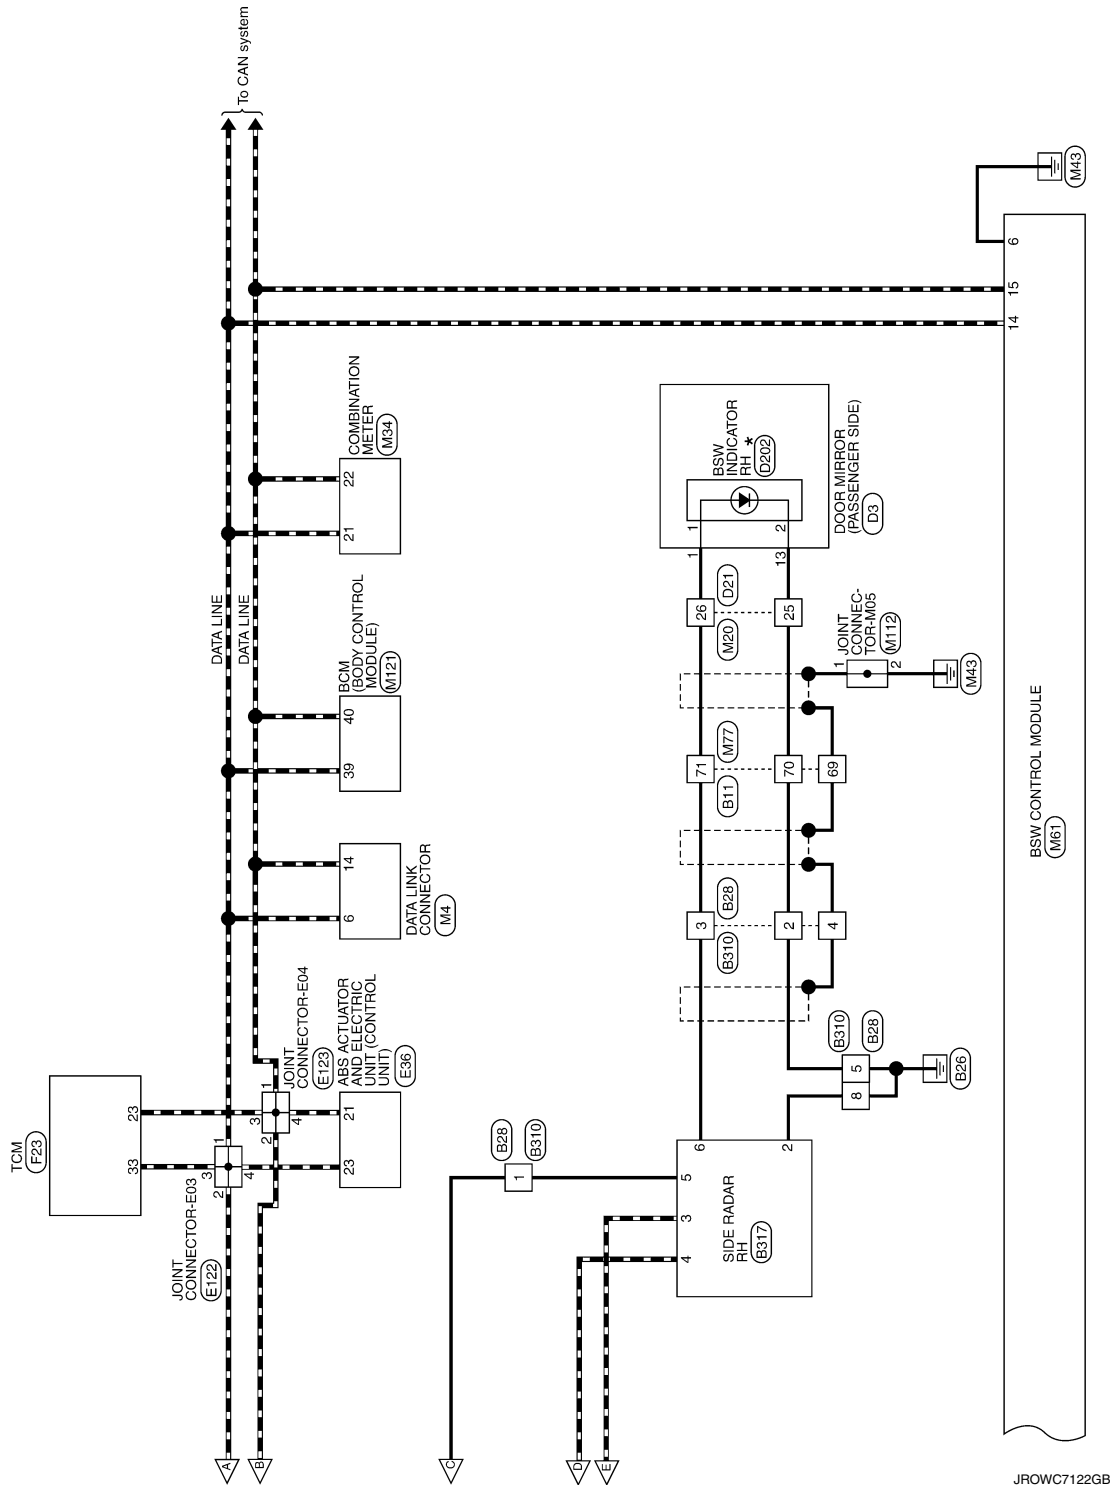 To CAN system
DATA LINE
DATA LINE
TCM
F23
33
23
JOINT
CONNECTOR-E03
E122
1
2
3
4
JOINT
CONNECTOR-E04
E123
1
2
3
4
ABS ACTUATOR
AND ELECTRIC
UNIT (CONTROL
UNIT)
E36
23
21
DATA LINK
CONNECTOR
M4
6
14
BCM
(BODY CONTROL
MODULE)
M121
39
40
COMBINATION
METER
M34
21
22
A
B
C
D
E
B28
B310
1
SIDE RADAR
RH
B317
4
3
5
6
2
B310
B28
8
5
B26
B310
B28
3
2
4
B11
M77
71
70
69
M20
D21
26
25
JOINT
CONNEC-
TOR-M05
M112
1
2
M43
BSW
INDICATOR
RH *
D202
1
2
1
13
DOOR MIRROR
(PASSENGER SIDE)
D3
BSW CONTROL MODULE
M61
14
15
6
M43
JROWC7122GB